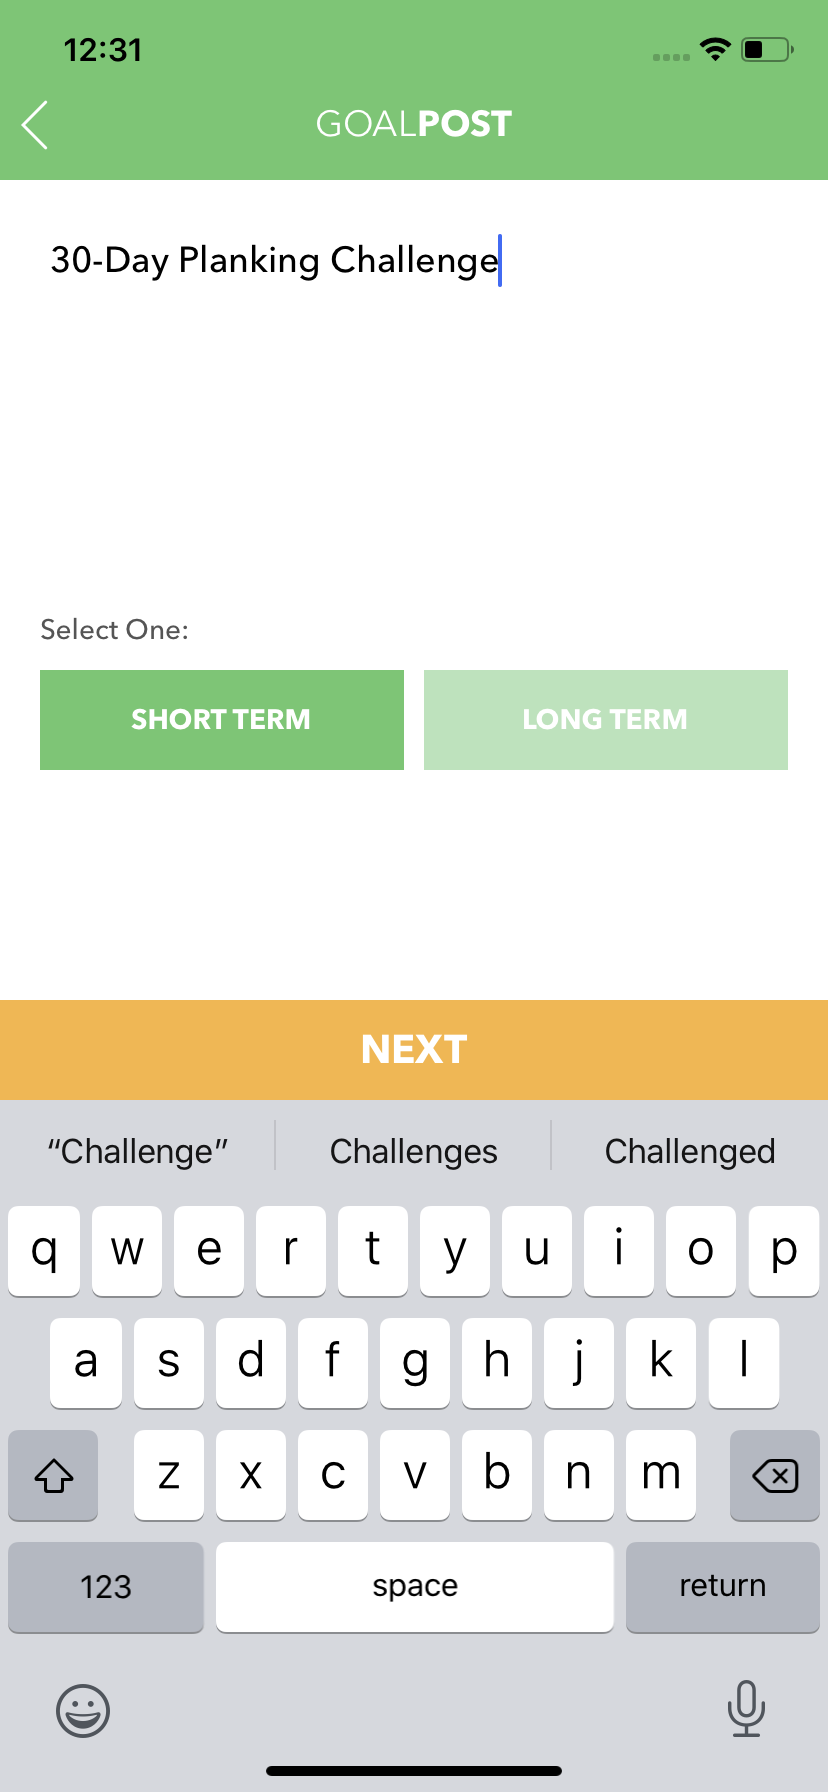 12:31
GOALPOST
30-Day Planking Challenge
Select One:
SHORT TERM LONG TERM
NEXT
“Challenge” Challenges Challenged
q w e r t y u i o p
a s d f g h j k l
z x c v b n m
123 space return